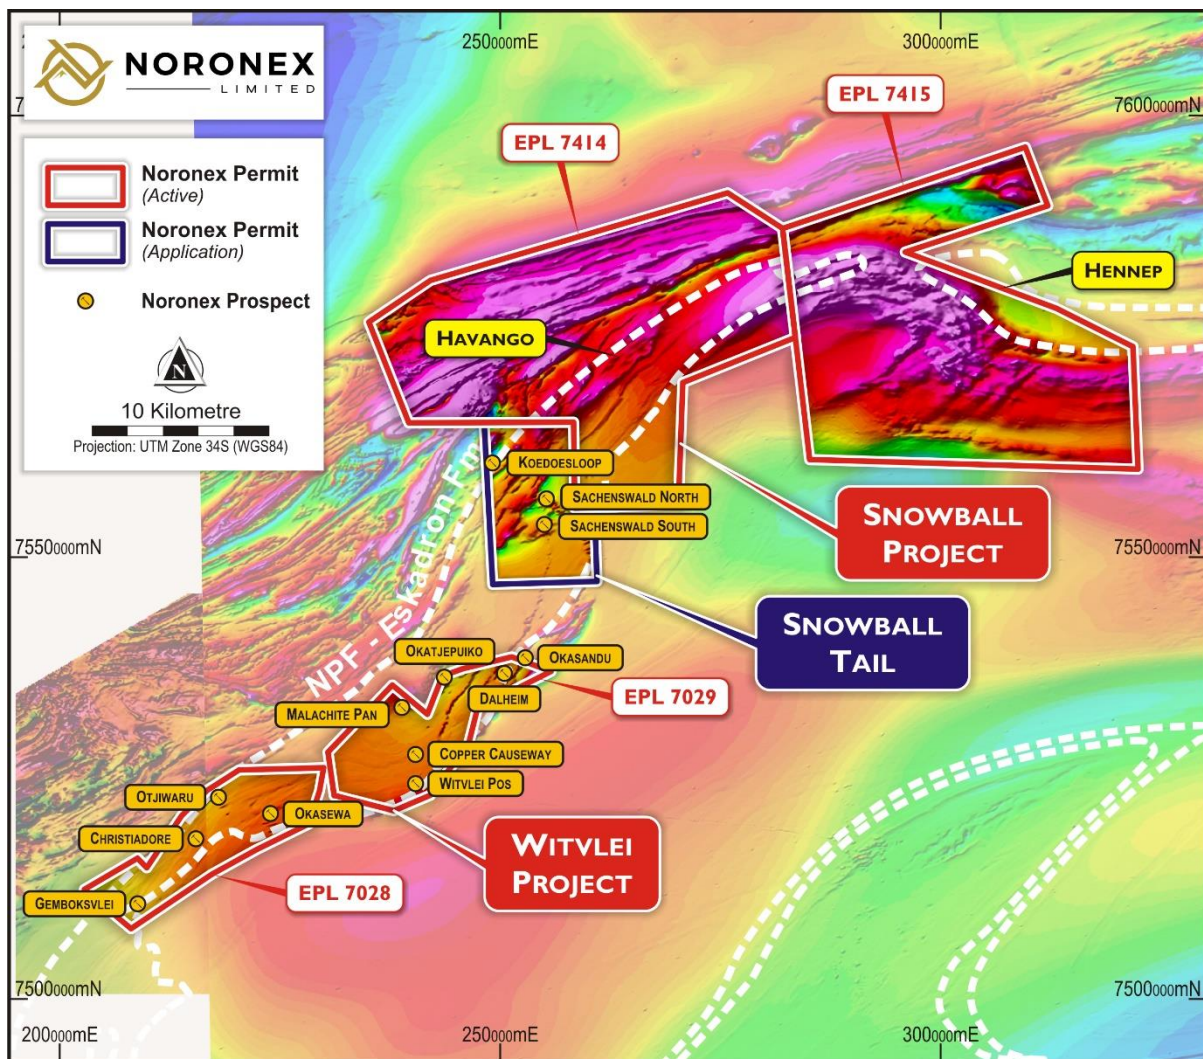 NORONEX
LIMITED
Noronex Permit
(Active)
Noronex Permit
(Application)
Noronex Prospect
N
10 Kilometre
Projection: UTM Zone 34S (WGS84)
250000mE
300000mE
7600000mN
EPL 7414
EPL 7415
HENNEP
HAVANGO
KOEDOESLOOP
SACHENSWALD NORTH
SACHENSWALD SOUTH
SNOWBALL
PROJECT
7550000mN
7550000mN
NPF - Eskadron Fm
SNOWBALL
TAIL
OKATJEPUIKO
OKASANDU
DALHEIM
EPL 7029
MALACHITE PAN
COPPER CAUSEWAY
WITVLEI POS
OTJIWARU
OKASEWA
CHRISTIADORE
WITVLEI
PROJECT
EPL 7028
GEMBOKSVLEI
7500000mN
7500000mN
200000mE
250000mE
300000mE